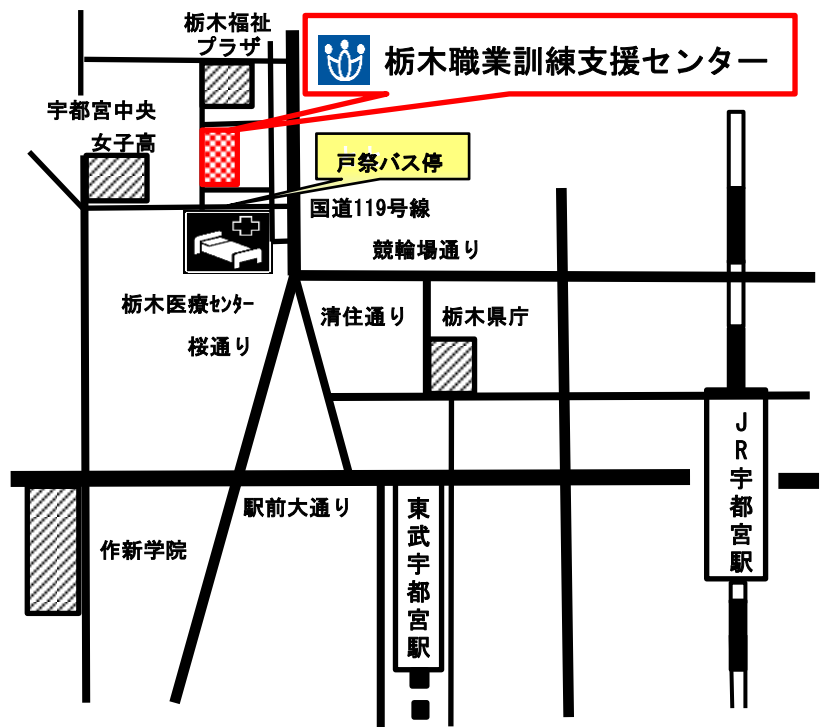 栃木福祉
プラザ
栃木職業訓練支援センター
宇都宮中央
女子高
戸祭バス停
国道119号線
競輪場通り
栃木医療センター
清住通り
栃木県庁
桜通り
JR宇都宮駅
駅前大通り
東武宇都宮駅
作新学院